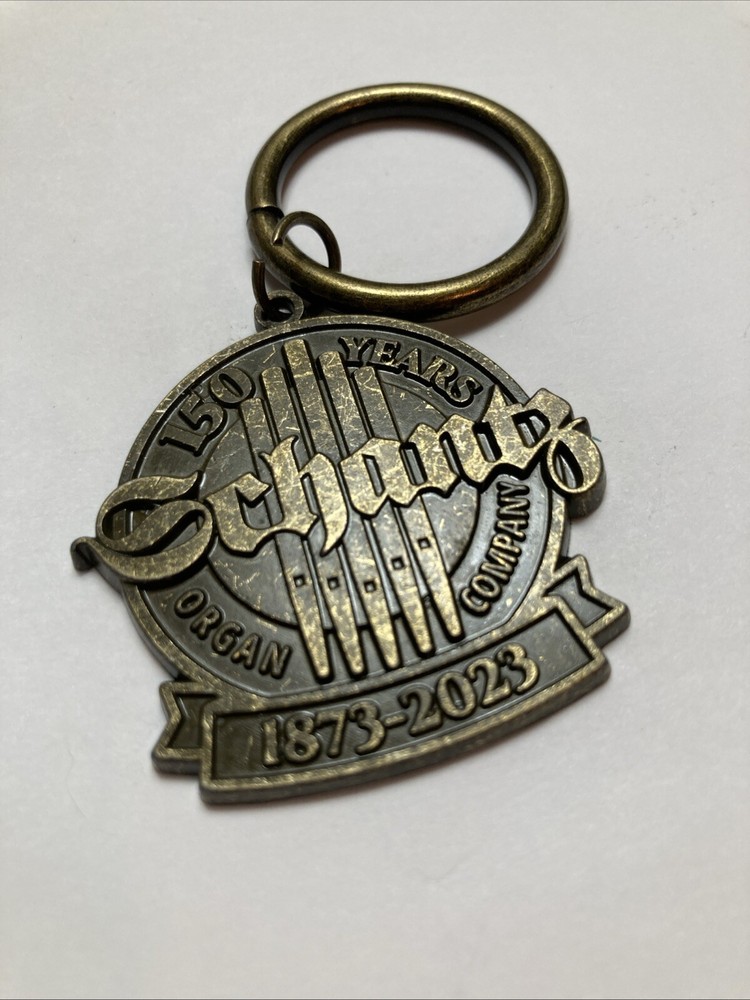 150 YEARS
Schantz
ORGAN COMPANY
1873-2023